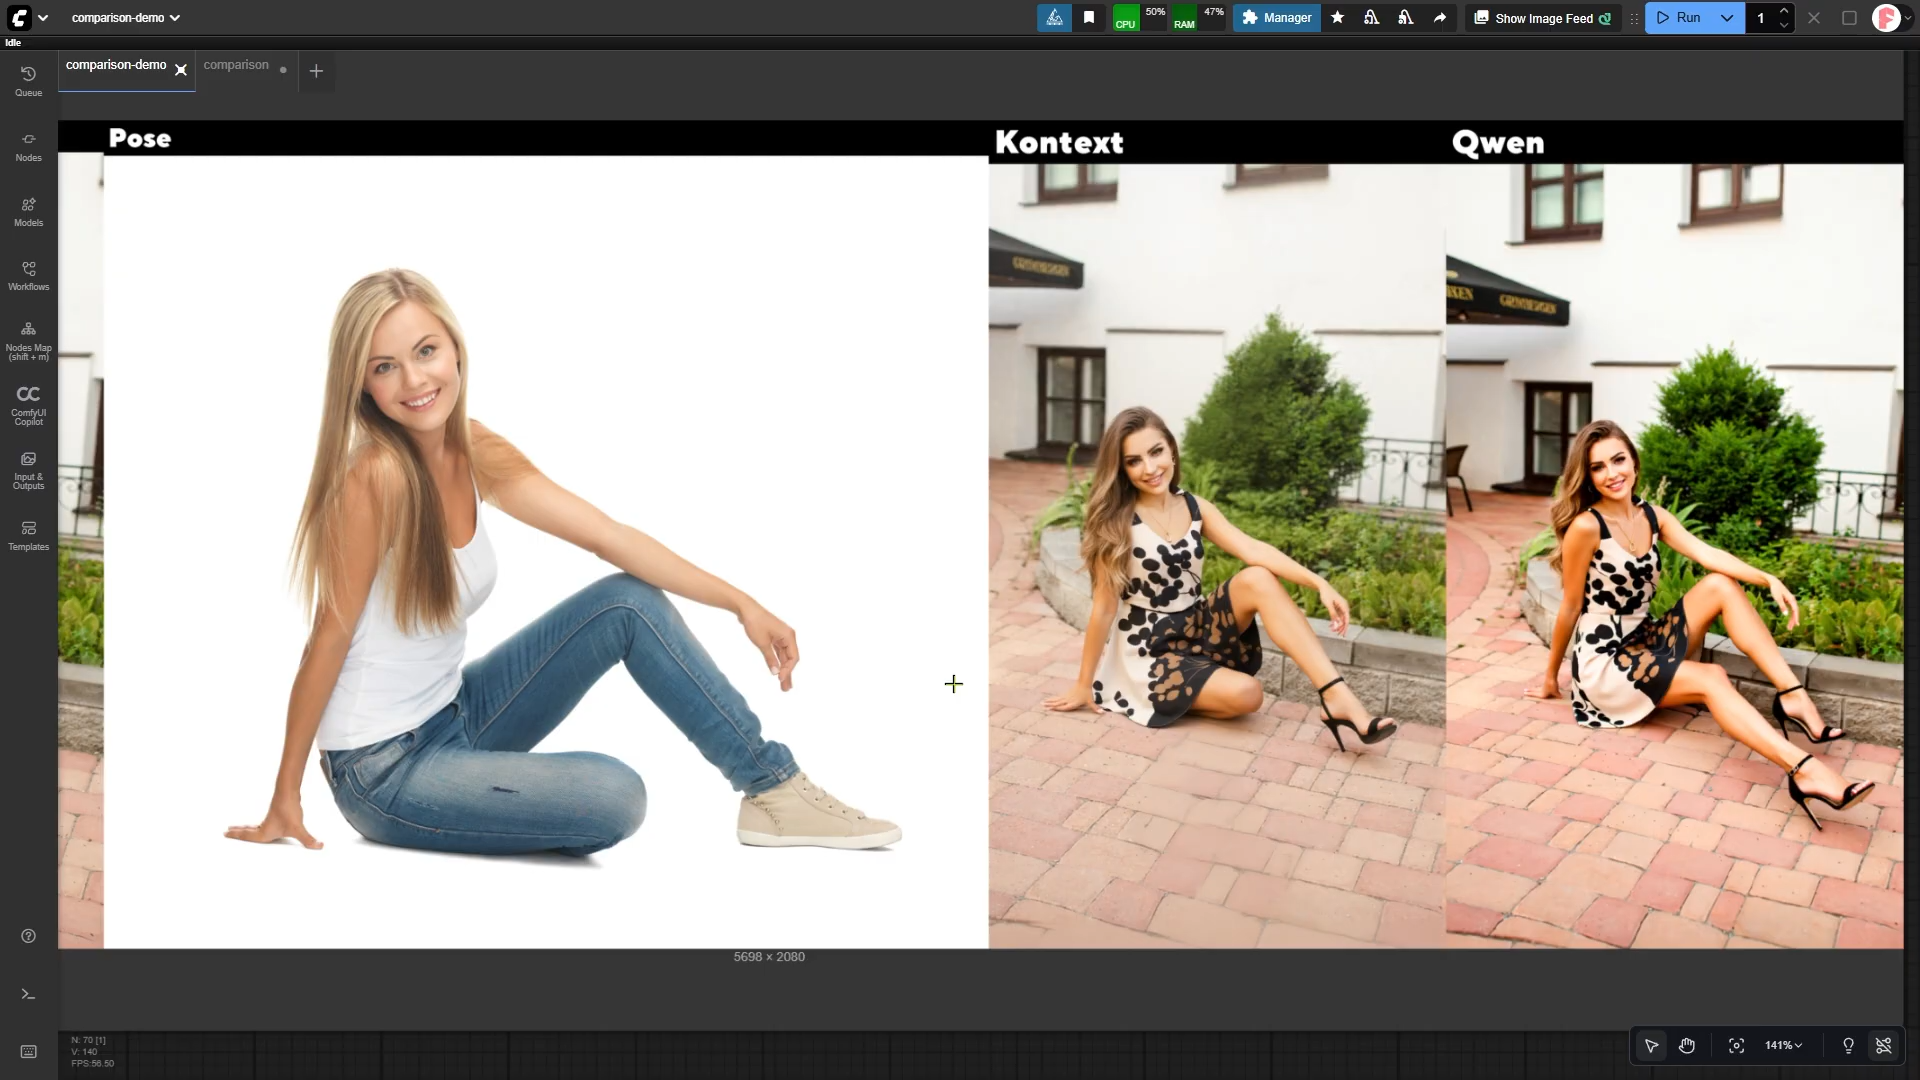 comparison-demo
CPU
50%
RAM
47%
Manager
Show Image Feed
Run
1
Idle
comparison-demo
comparison
Queue
Nodes
Models
Workflows
Nodes Map
(shift + m)
ComfyUI
Copilot
Input &
Outputs
Templates
Pose
Kontext
Qwen
GRIMBERGEN
GRIMBERGEN
5698 × 2080
N: 70 [1]
V: 140
FPS:56.50
141%